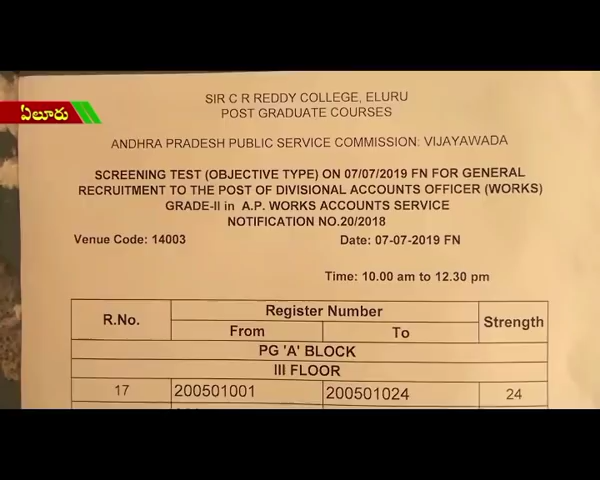 SIR C R REDDY COLLEGE, ELURU
POST GRADUATE COURSES
ఏలూరు
ANDHRA PRADESH PUBLIC SERVICE COMMISSION: VIJAYAWADA
SCREENING TEST (OBJECTIVE TYPE) ON 07/07/2019 FN FOR GENERAL
RECRUITMENT TO THE POST OF DIVISIONAL ACCOUNTS OFFICER (WORKS)
GRADE-II in A.P. WORKS ACCOUNTS SERVICE
NOTIFICATION NO.20/2018
Venue Code: 14003 Date: 07-07-2019 FN
Time: 10.00 am to 12.30 pm
R.No. Register Number Strength
From To
PG 'A' BLOCK
III FLOOR
17 200501001 200501024 24